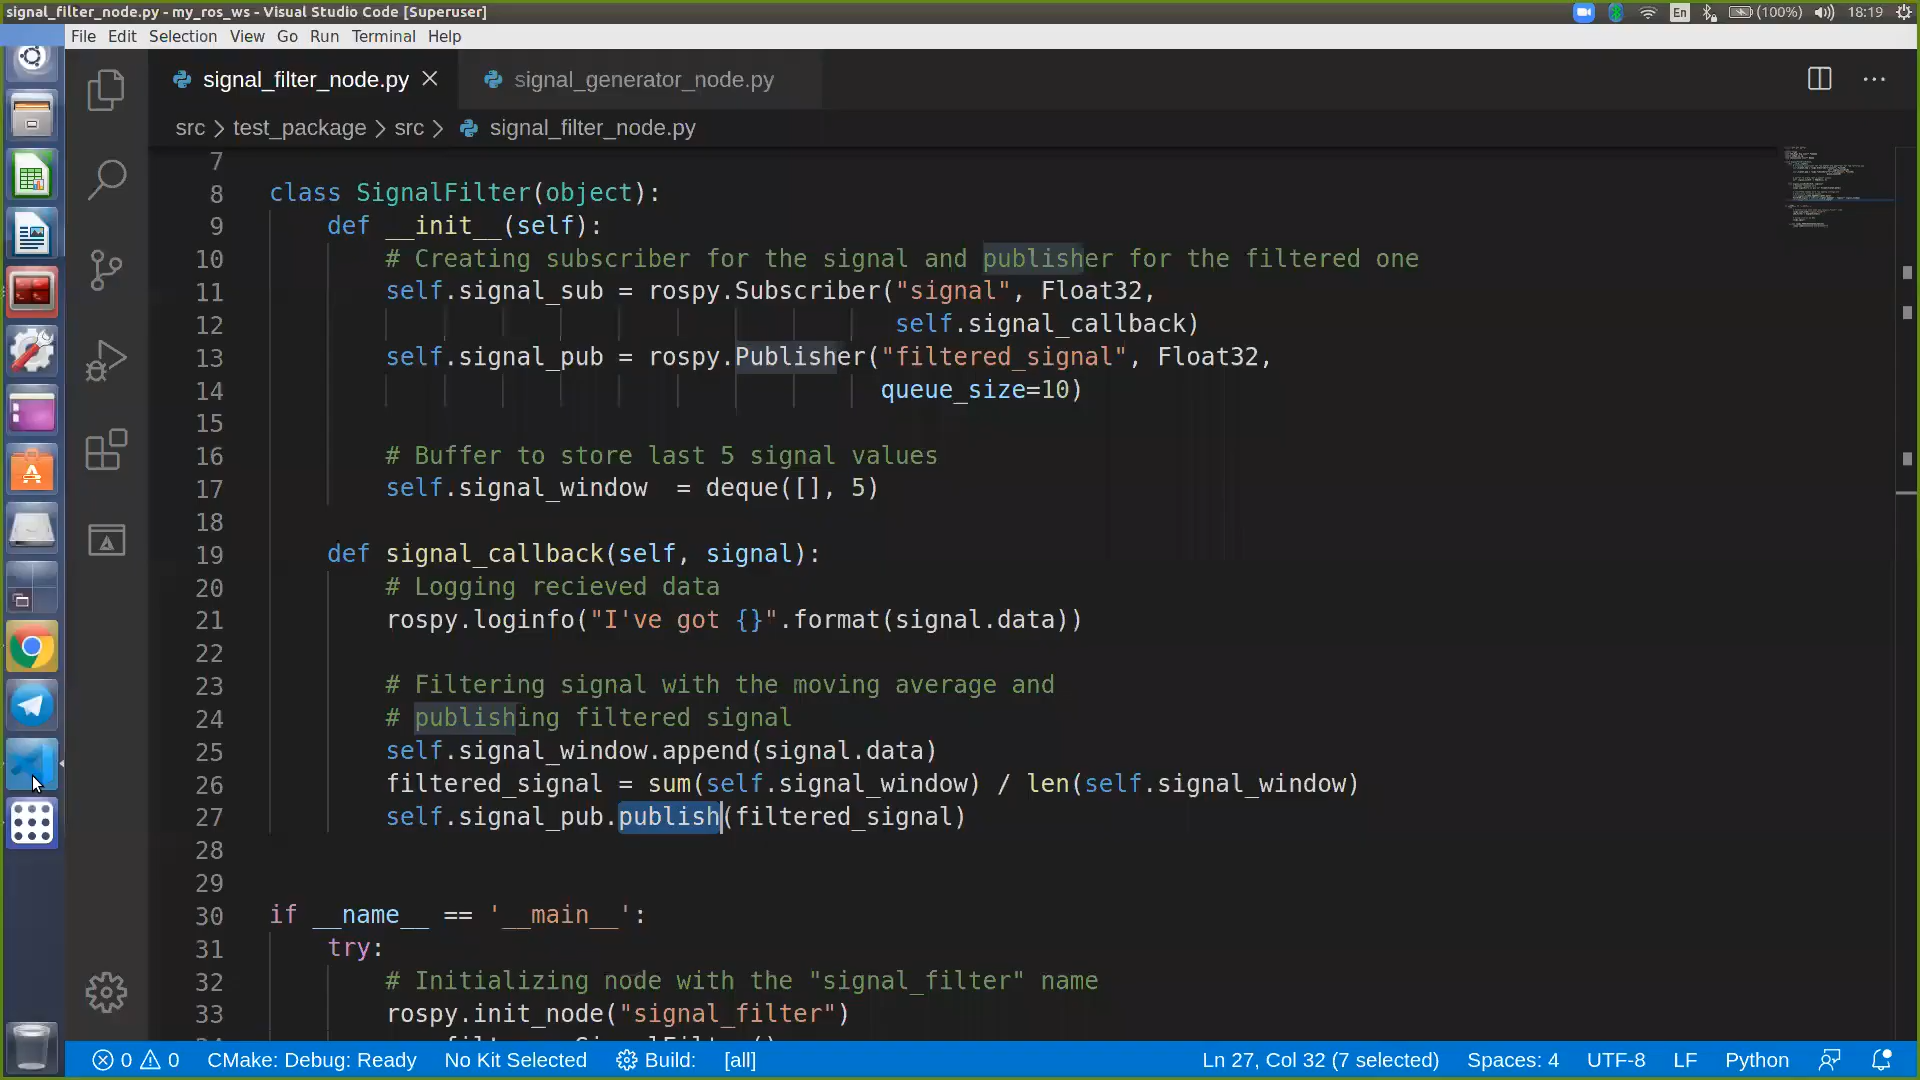 signal_filter_node.py - my_ros_ws - Visual Studio Code [Superuser]
En (100%) 18:19
File Edit Selection View Go Run Terminal Help
signal_filter_node.py signal_generator_node.py
src > test_package > src > signal_filter_node.py
7
8 class SignalFilter(object):
9 def __init__(self):
10 # Creating subscriber for the signal and publisher for the filtered one
11 self.signal_sub = rospy.Subscriber("signal", Float32,
12 self.signal_callback)
13 self.signal_pub = rospy.Publisher("filtered_signal", Float32,
14 queue_size=10)
15
16 # Buffer to store last 5 signal values
17 self.signal_window  = deque([], 5)
18
19 def signal_callback(self, signal):
20 # Logging recieved data
21 rospy.loginfo("I've got {}".format(signal.data))
22
23 # Filtering signal with the moving average and
24 # publishing filtered signal
25 self.signal_window.append(signal.data)
26 filtered_signal = sum(self.signal_window) / len(self.signal_window)
27 self.signal_pub.publish(filtered_signal)
28
29
30 if __name__ == '__main__':
31 try:
32 # Initializing node with the "signal_filter" name
33 rospy.init_node("signal_filter")
0 0 CMake: Debug: Ready No Kit Selected Build: [all] Ln 27, Col 32 (7 selected) Spaces: 4 UTF-8 LF Python